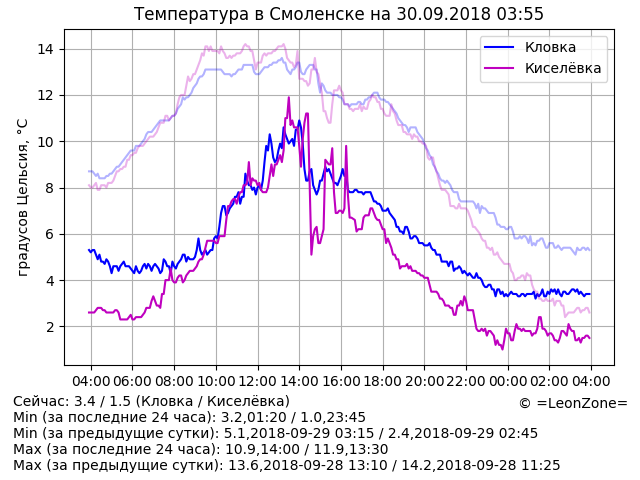 Температура в Смоленске на 30.09.2018 03:55
Кловка
Киселёвка
градусов Цельсия, °C
14
12
10
8
6
4
2
04:00 06:00 08:00 10:00 12:00 14:00 16:00 18:00 20:00 22:00 00:00 02:00 04:00
Сейчас: 3.4 / 1.5 (Кловка / Киселёвка)
© =LeonZone=
Min (за последние 24 часа): 3.2,01:20 / 1.0,23:45
Min (за предыдущие сутки): 5.1,2018-09-29 03:15 / 2.4,2018-09-29 02:45
Max (за последние 24 часа): 10.9,14:00 / 11.9,13:30
Max (за предыдущие сутки): 13.6,2018-09-28 13:10 / 14.2,2018-09-28 11:25